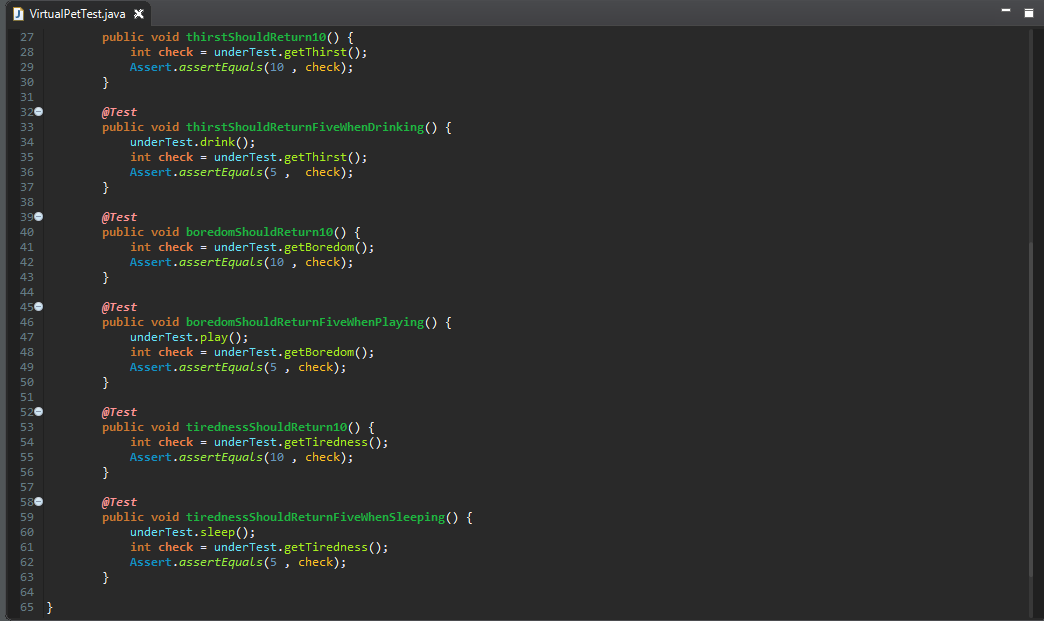 VirtualPetTest.java
27 public void thirstShouldReturn10() {
28 int check = underTest.getThirst();
29 Assert.assertEquals(10 , check);
30 }
31
32 @Test
33 public void thirstShouldReturnFiveWhenDrinking() {
34 underTest.drink();
35 int check = underTest.getThirst();
36 Assert.assertEquals(5 ,  check);
37 }
38
39 @Test
40 public void boredomShouldReturn10() {
41 int check = underTest.getBoredom();
42 Assert.assertEquals(10 , check);
43 }
44
45 @Test
46 public void boredomShouldReturnFiveWhenPlaying() {
47 underTest.play();
48 int check = underTest.getBoredom();
49 Assert.assertEquals(5 , check);
50 }
51
52 @Test
53 public void tirednessShouldReturn10() {
54 int check = underTest.getTiredness();
55 Assert.assertEquals(10 , check);
56 }
57
58 @Test
59 public void tirednessShouldReturnFiveWhenSleeping() {
60 underTest.sleep();
61 int check = underTest.getTiredness();
62 Assert.assertEquals(5 , check);
63 }
64
65 }